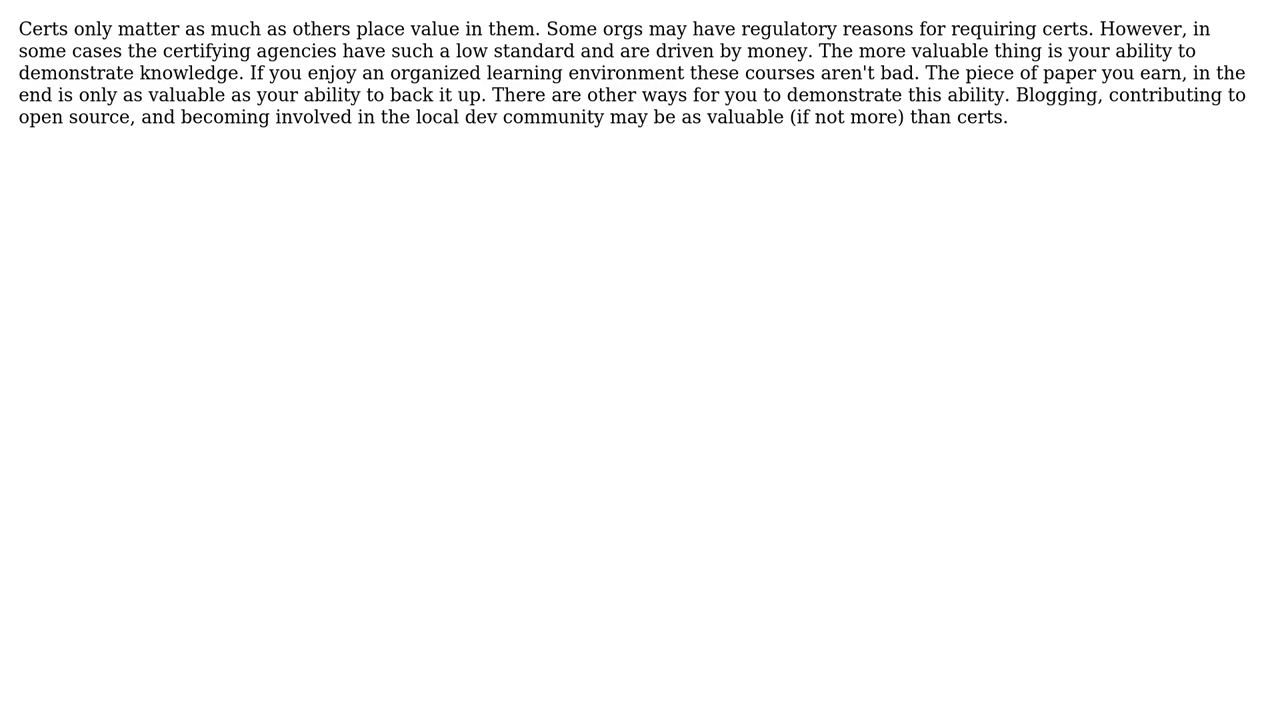 Certs only matter as much as others place value in them. Some orgs may have regulatory reasons for requiring certs. However, in
some cases the certifying agencies have such a low standard and are driven by money. The more valuable thing is your ability to
demonstrate knowledge. If you enjoy an organized learning environment these courses aren't bad. The piece of paper you earn, in the
end is only as valuable as your ability to back it up. There are other ways for you to demonstrate this ability. Blogging, contributing to
open source, and becoming involved in the local dev community may be as valuable (if not more) than certs.